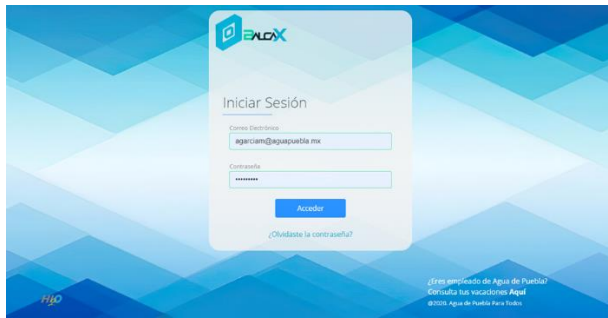 BALCAX
Iniciar Sesión
Correo Electrónico
agarciam@aguapuebla.mx
Contraseña
•••••••••
Acceder
¿Olvidaste la contraseña?
¿Eres empleado de Agua de Puebla?
Consulta tus vacaciones Aquí
@2020. Agua de Puebla Para Todos
H2O